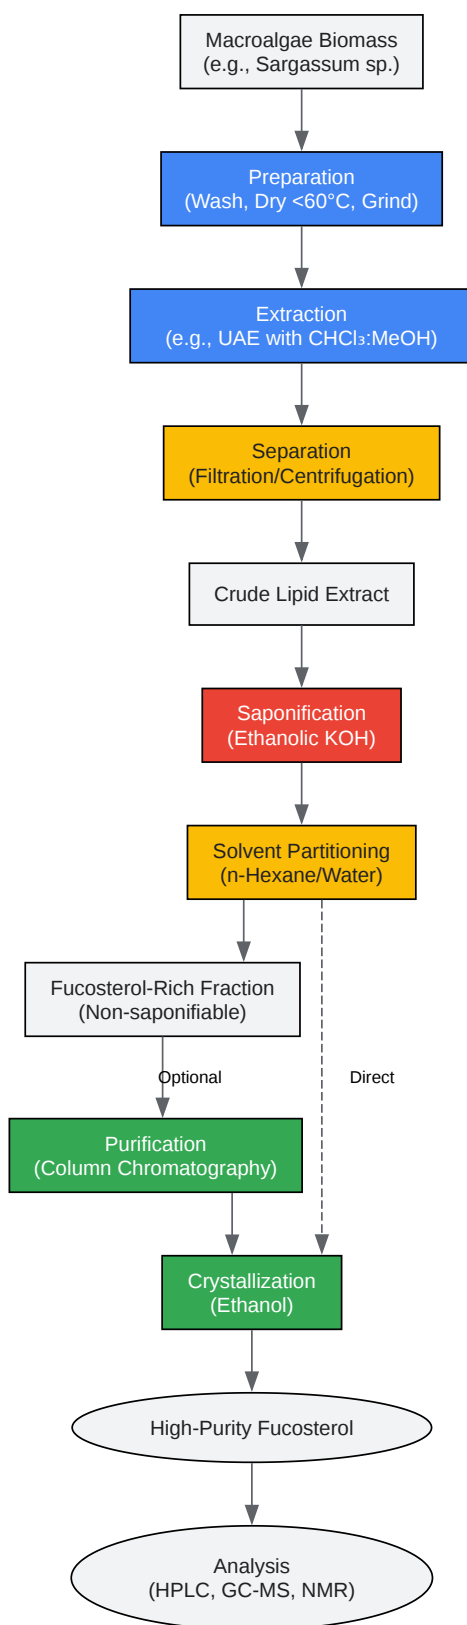 Macroalgae Biomass
(e.g., Sargassum sp.)
Preparation
(Wash, Dry <60°C, Grind)
Extraction
(e.g., UAE with CHCl₃:MeOH)
Separation
(Filtration/Centrifugation)
Crude Lipid Extract
Saponification
(Ethanolic KOH)
Solvent Partitioning
(n-Hexane/Water)
Fucosterol-Rich Fraction
(Non-saponifiable)
Optional
Direct
Purification
(Column Chromatography)
Crystallization
(Ethanol)
High-Purity Fucosterol
Analysis
(HPLC, GC-MS, NMR)